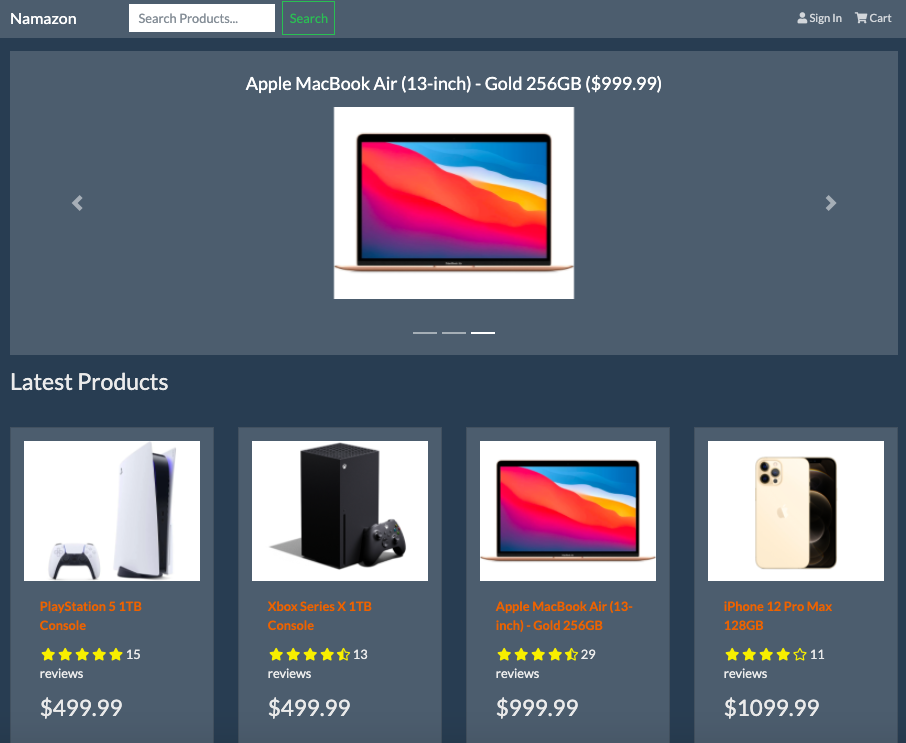 Namazon
Search Products...
Search
Sign In
Cart
Apple MacBook Air (13-inch) - Gold 256GB ($999.99)
Latest Products
PlayStation 5 1TB
Console
15
reviews
$499.99
Xbox Series X 1TB
Console
13
reviews
$499.99
Apple MacBook Air (13-
inch) - Gold 256GB
29
reviews
$999.99
iPhone 12 Pro Max
128GB
11
reviews
$1099.99